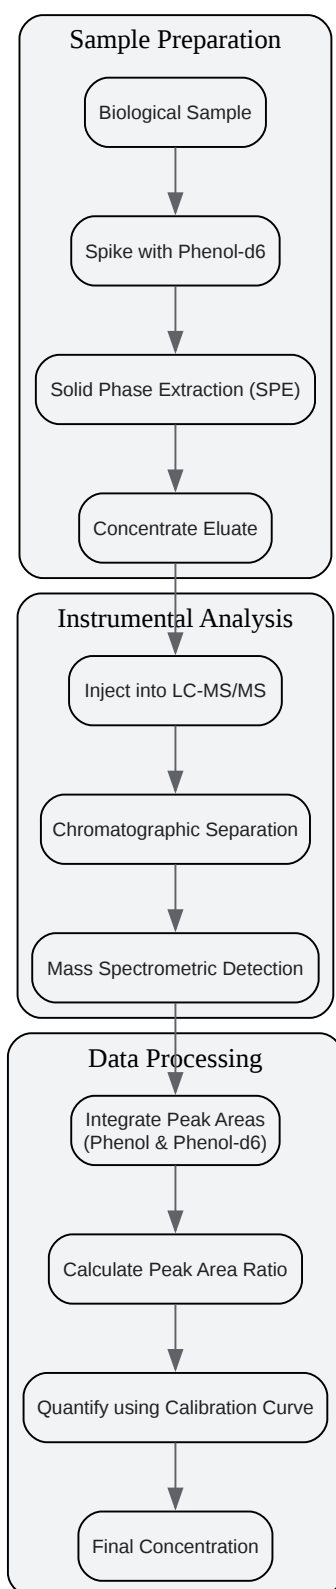 Sample Preparation
Biological Sample
Spike with Phenol-d6
Solid Phase Extraction (SPE)
Concentrate Eluate
Instrumental Analysis
Inject into LC-MS/MS
Chromatographic Separation
Mass Spectrometric Detection
Data Processing
Integrate Peak Areas
(Phenol & Phenol-d6)
Calculate Peak Area Ratio
Quantify using Calibration Curve
Final Concentration